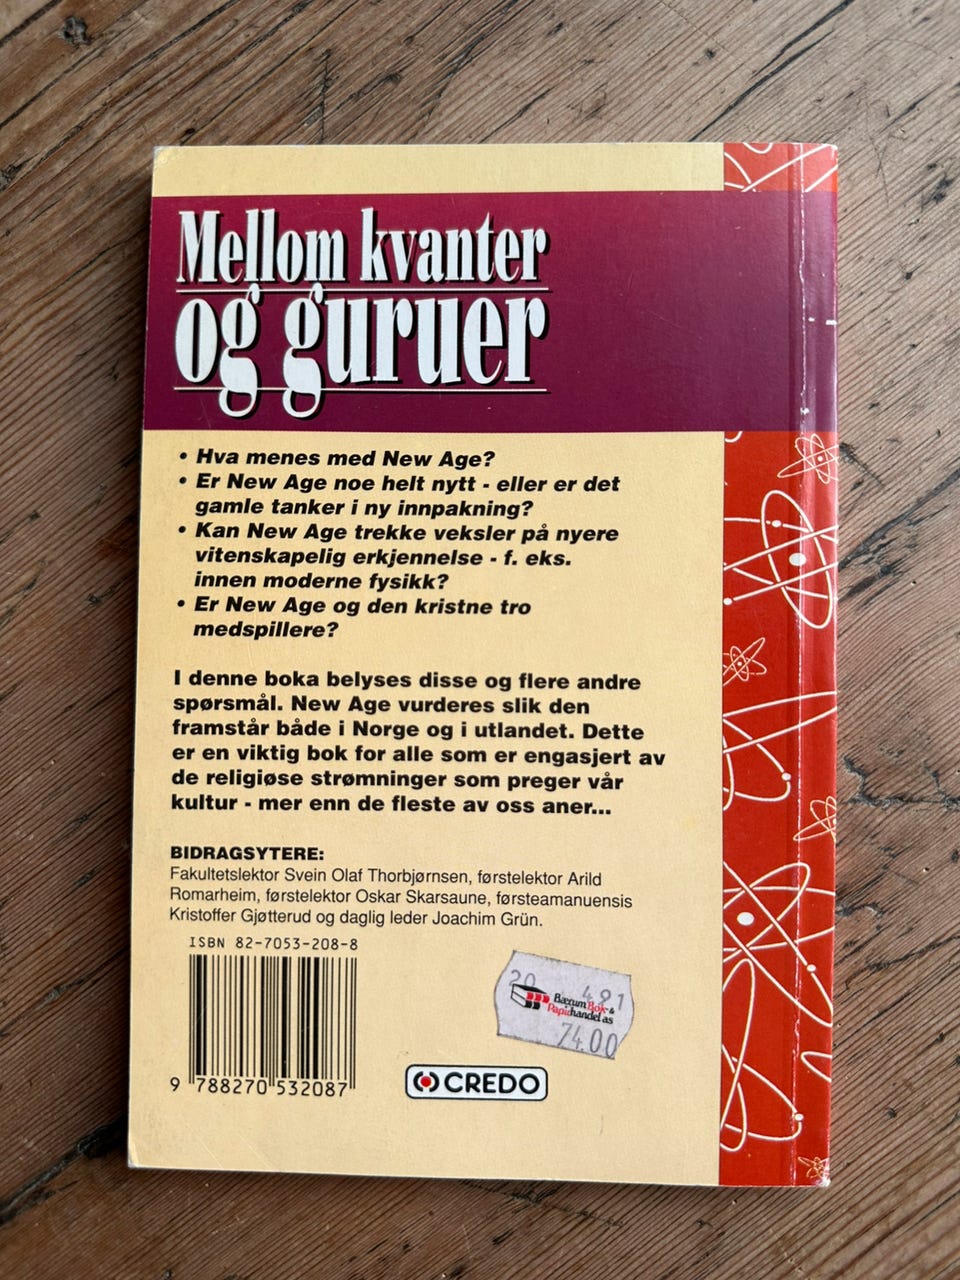 Mellom kvanter
og guruer
• Hva menes med New Age?
• Er New Age noe helt nytt - eller er det
gamle tanker i ny innpakning?
• Kan New Age trekke veksler på nyere
vitenskapelig erkjennelse - f. eks.
innen moderne fysikk?
• Er New Age og den kristne tro
medspillere?
I denne boka belyses disse og flere andre
spørsmål. New Age vurderes slik den
framstår både i Norge og i utlandet. Dette
er en viktig bok for alle som er engasjert av
de religiøse strømninger som preger vår
kultur - mer enn de fleste av oss aner...
BIDRAGSYTERE:
Fakultetslektor Svein Olaf Thorbjørnsen, førstelektor Arild
Romarheim, førstelektor Oskar Skarsaune, førsteamanuensis
Kristoffer Gjøtterud og daglig leder Joachim Grün.
ISBN 82-7053-208-8
20 491
Bærum Bok- &
Papirhandel as
74.00
9 788270 532087
CREDO